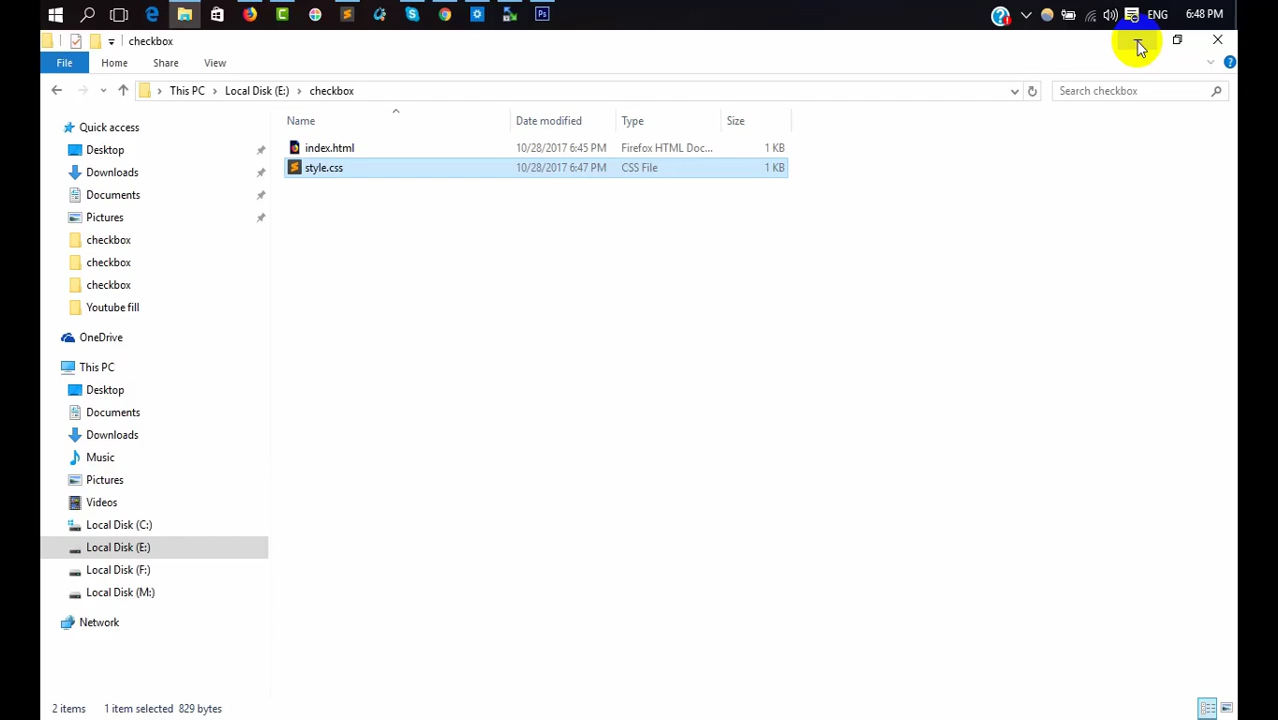 ENG 6:48 PM
checkbox
File Home Share View
This PC Local Disk (E:) checkbox Search checkbox
Name Date modified Type Size
Quick access
index.html 10/28/2017 6:45 PM Firefox HTML Doc... 1 KB
Desktop
style.css 10/28/2017 6:47 PM CSS File 1 KB
Downloads
Documents
Pictures
checkbox
checkbox
checkbox
Youtube fill
OneDrive
This PC
Desktop
Documents
Downloads
Music
Pictures
Videos
Local Disk (C:)
Local Disk (E:)
Local Disk (F:)
Local Disk (M:)
Network
2 items 1 item selected 829 bytes